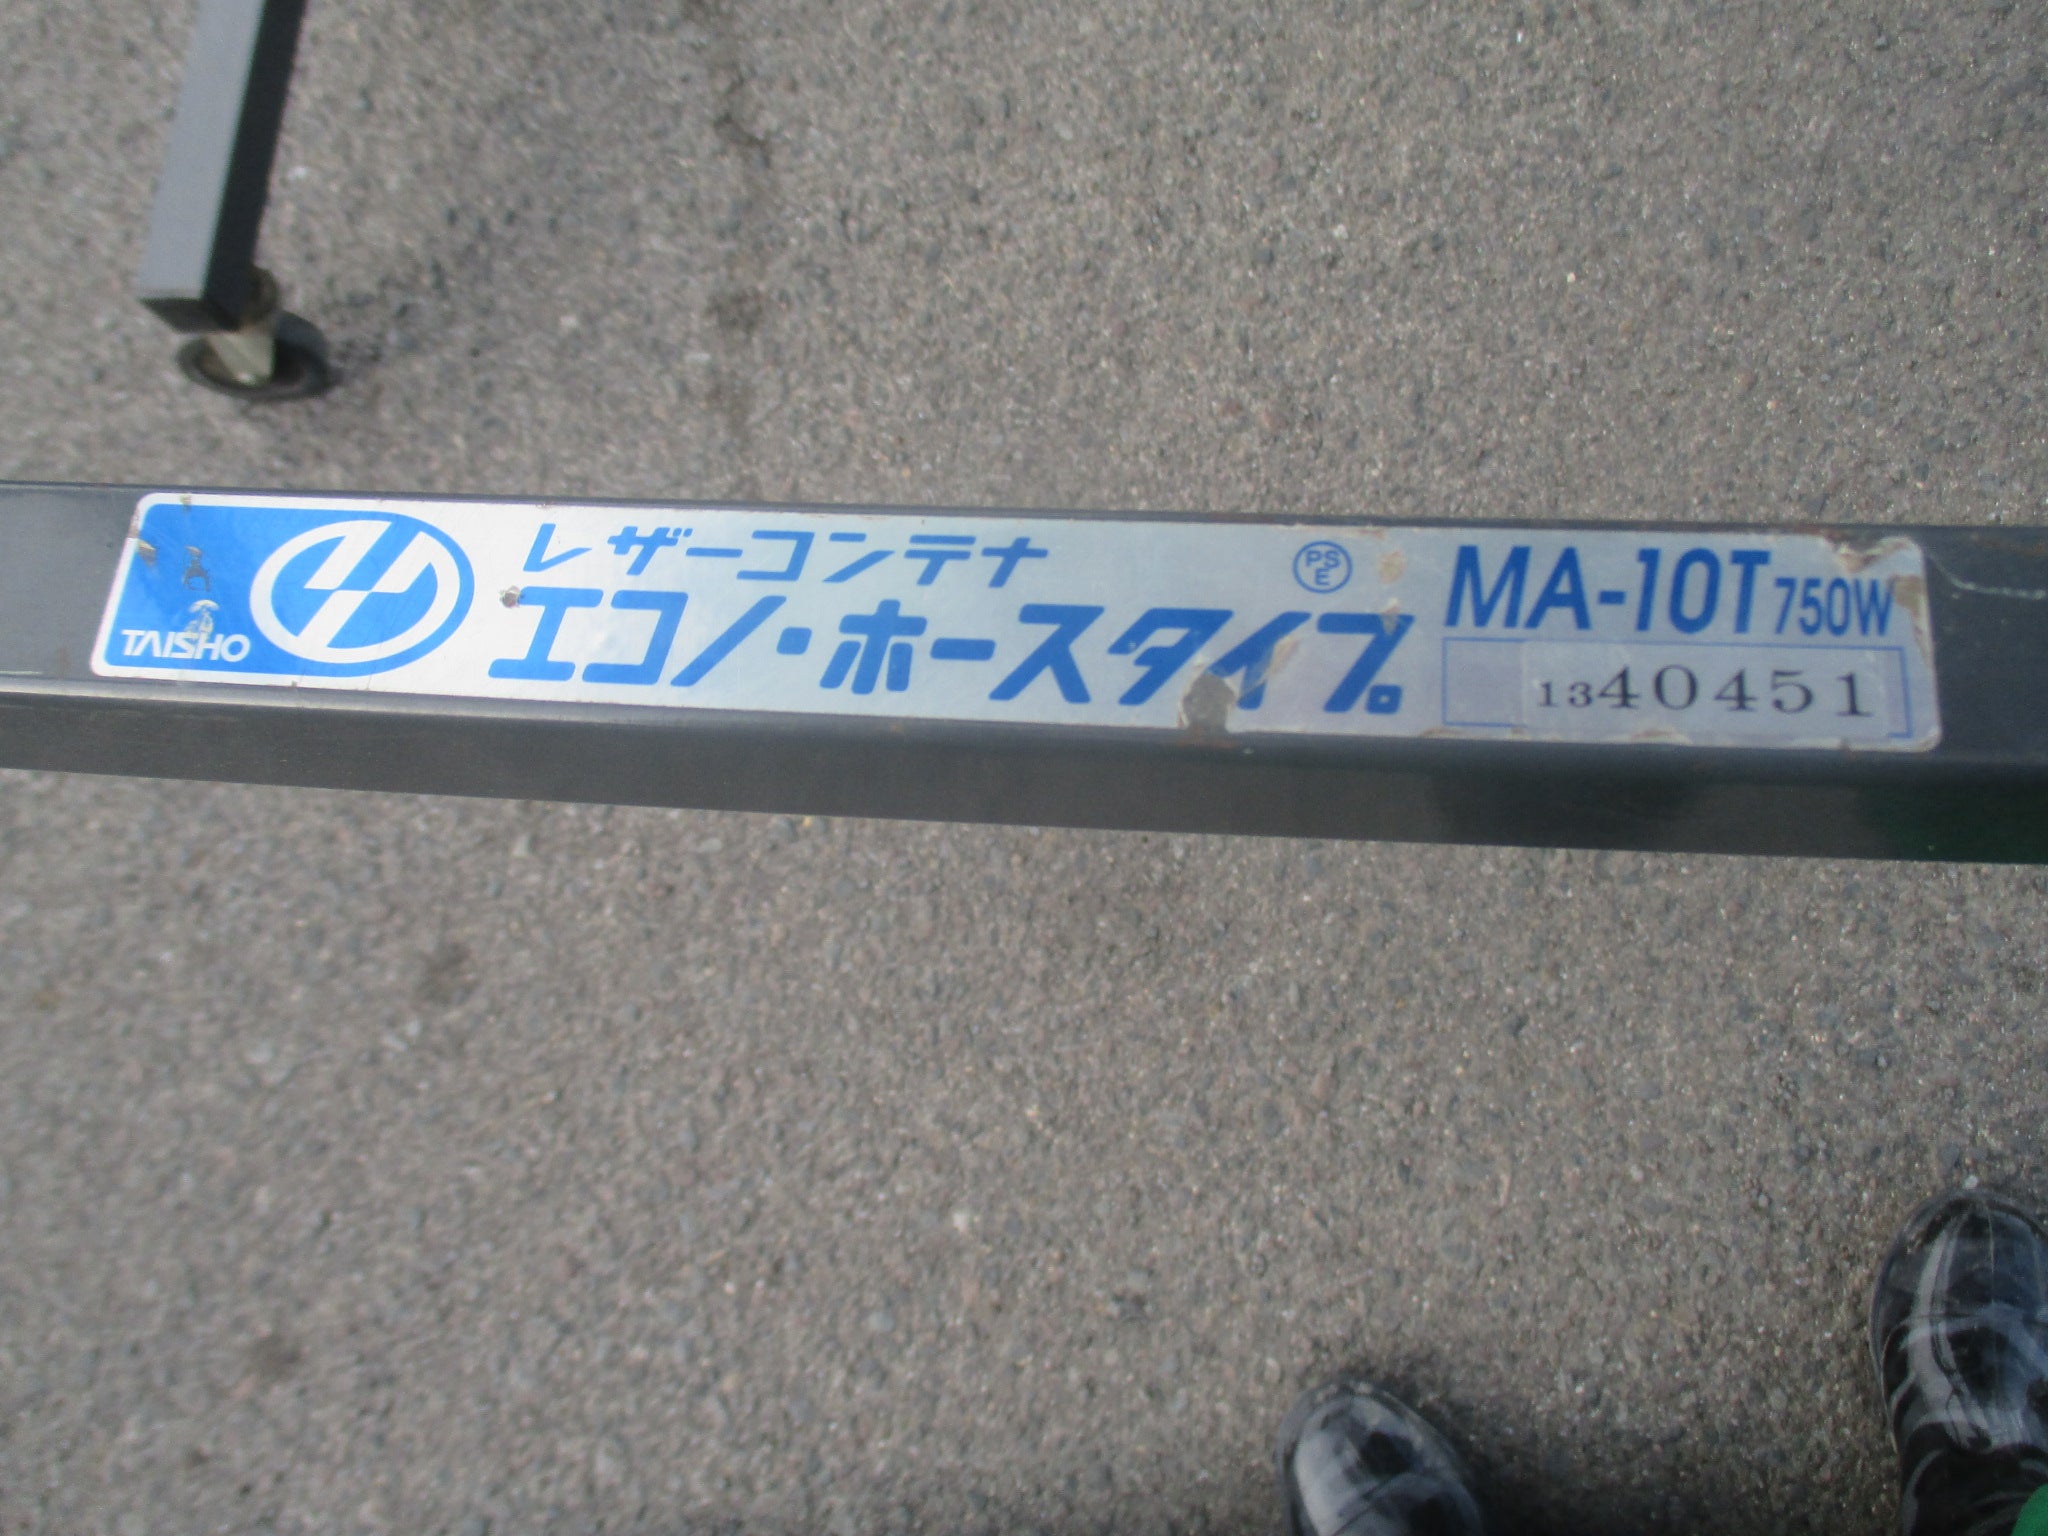 TAISHO
レザーコンテナ
エコノ・ホースタイプ
PSE
MA-10T 750W
1340451